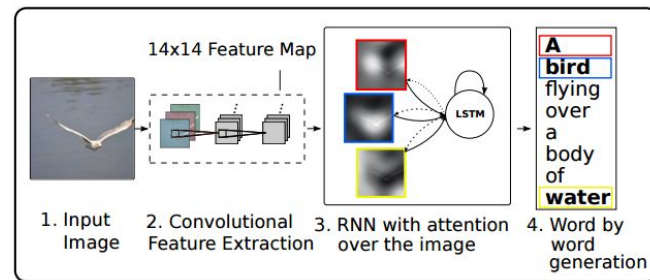 14x14 Feature Map
LSTM
A
bird
flying
over
a
body
of
water
1. Input
Image
2. Convolutional
Feature Extraction
3. RNN with attention
over the image
4. Word by
word
generation